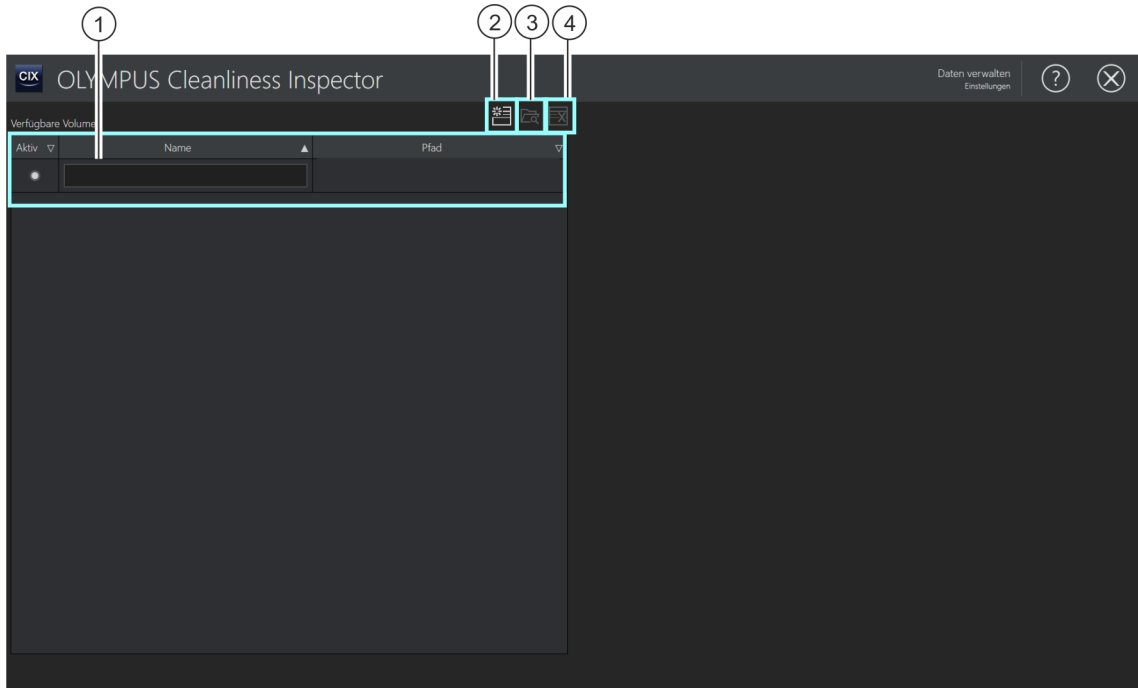 1
2
3
4
CIX
OLYMPUS Cleanliness Inspector
Daten verwalten
Einstellungen
?
Verfügbare Volume
Aktiv
Name
Pfad